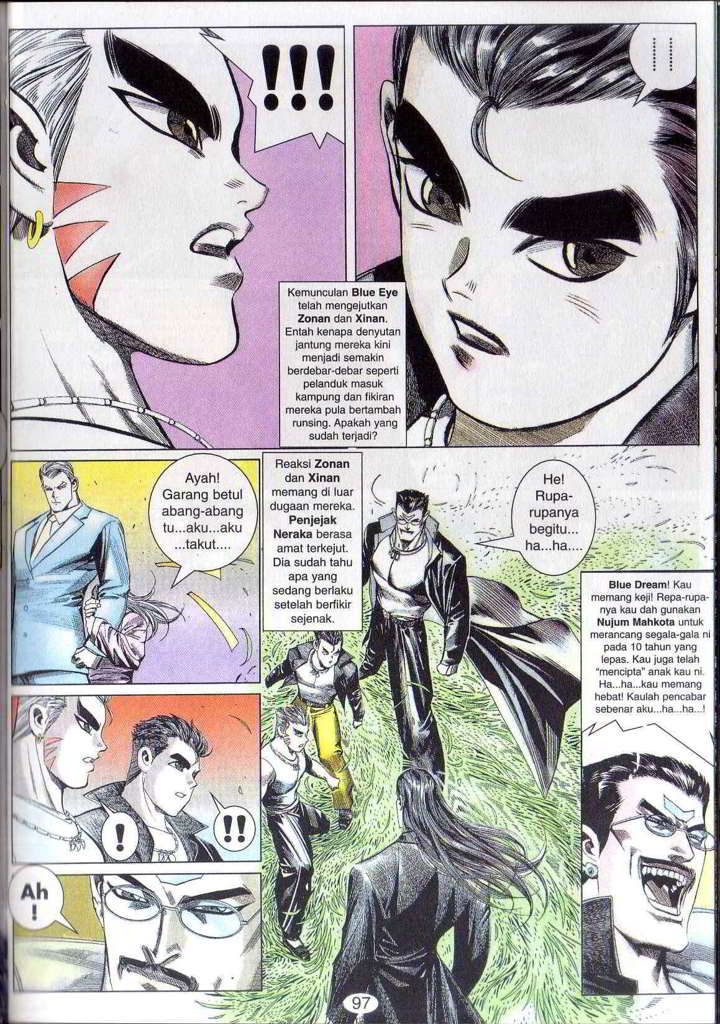 !!!
!!
Kemunculan Blue Eye
telah mengejutkan
Zonan dan Xinan.
Entah kenapa denyutan
jantung mereka kini
menjadi semakin
berdebar-debar seperti
pelanduk masuk
kampung dan fikiran
mereka pula bertambah
runsing. Apakah yang
sudah terjadi?
Ayah!
Garang betul
abang-abang
tu...aku...aku
...takut....
Reaksi Zonan
dan Xinan
memang di luar
dugaan mereka.
Penjejak
Neraka berasa
amat terkejut.
Dia sudah tahu
apa yang
sedang berlaku
setelah berfikir
sejenak.
He!
Rupa-
rupanya
begitu...
ha...ha....
Blue Dream! Kau
memang keji! Repa-rupa-
nya kau dah gunakan
Nujum Mahkota untuk
merancang segala-gala ni
pada 10 tahun yang
lepas. Kau juga telah
"mencipta" anak kau ni.
Ha...ha...kau memang
hebat! Kaulah pencabar
sebenar aku...ha...ha...!
!
!!
Ah
!
97